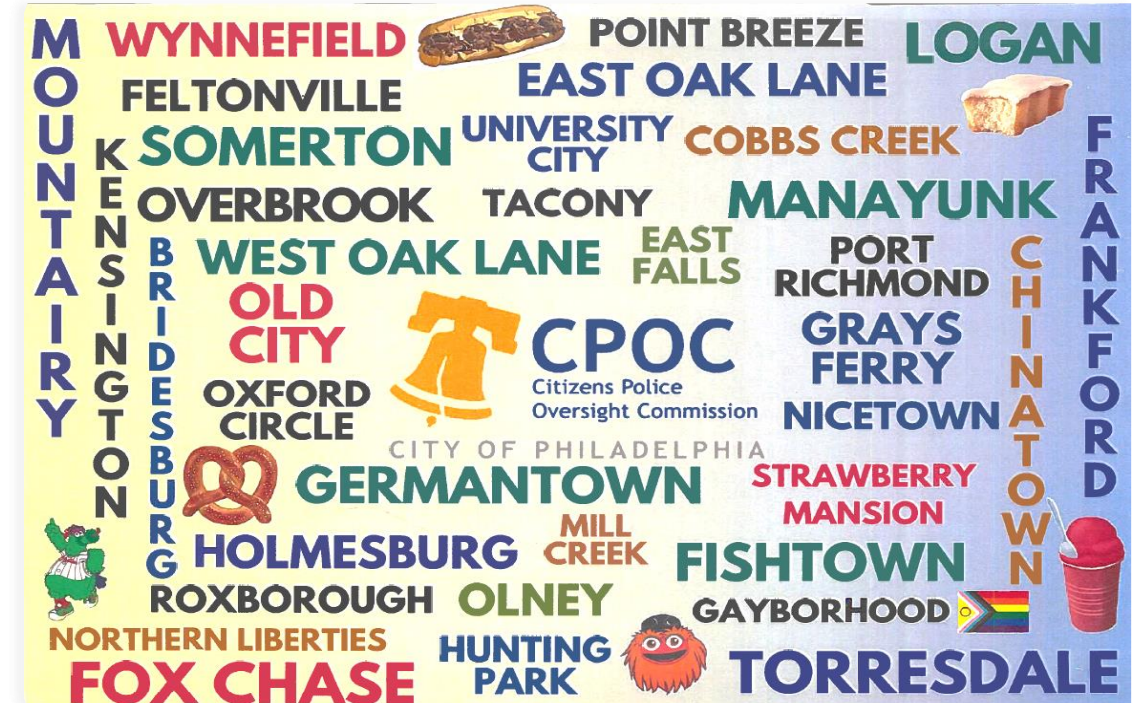 MOUNTAIRY
WYNNEFIELD
POINT BREEZE
LOGAN
FELTONVILLE
EAST OAK LANE
KENSINGTON
SOMERTON
UNIVERSITY
CITY
COBBS CREEK
FRANKFORD
OVERBROOK
TACONY
MANAYUNK
BRIDESBURG
WEST OAK LANE
EAST
FALLS
PORT
RICHMOND
CHINATOWN
OLD
CITY
CPOC
Citizens Police
Oversight Commission
CITY OF PHILADELPHIA
GRAYS
FERRY
OXFORD
CIRCLE
NICETOWN
GERMANTOWN
STRAWBERRY
MANSION
HOLMESBURG
MILL
CREEK
FISHTOWN
ROXBOROUGH
OLNEY
GAYBORHOOD
NORTHERN LIBERTIES
HUNTING
PARK
FOX CHASE
TORRESDALE